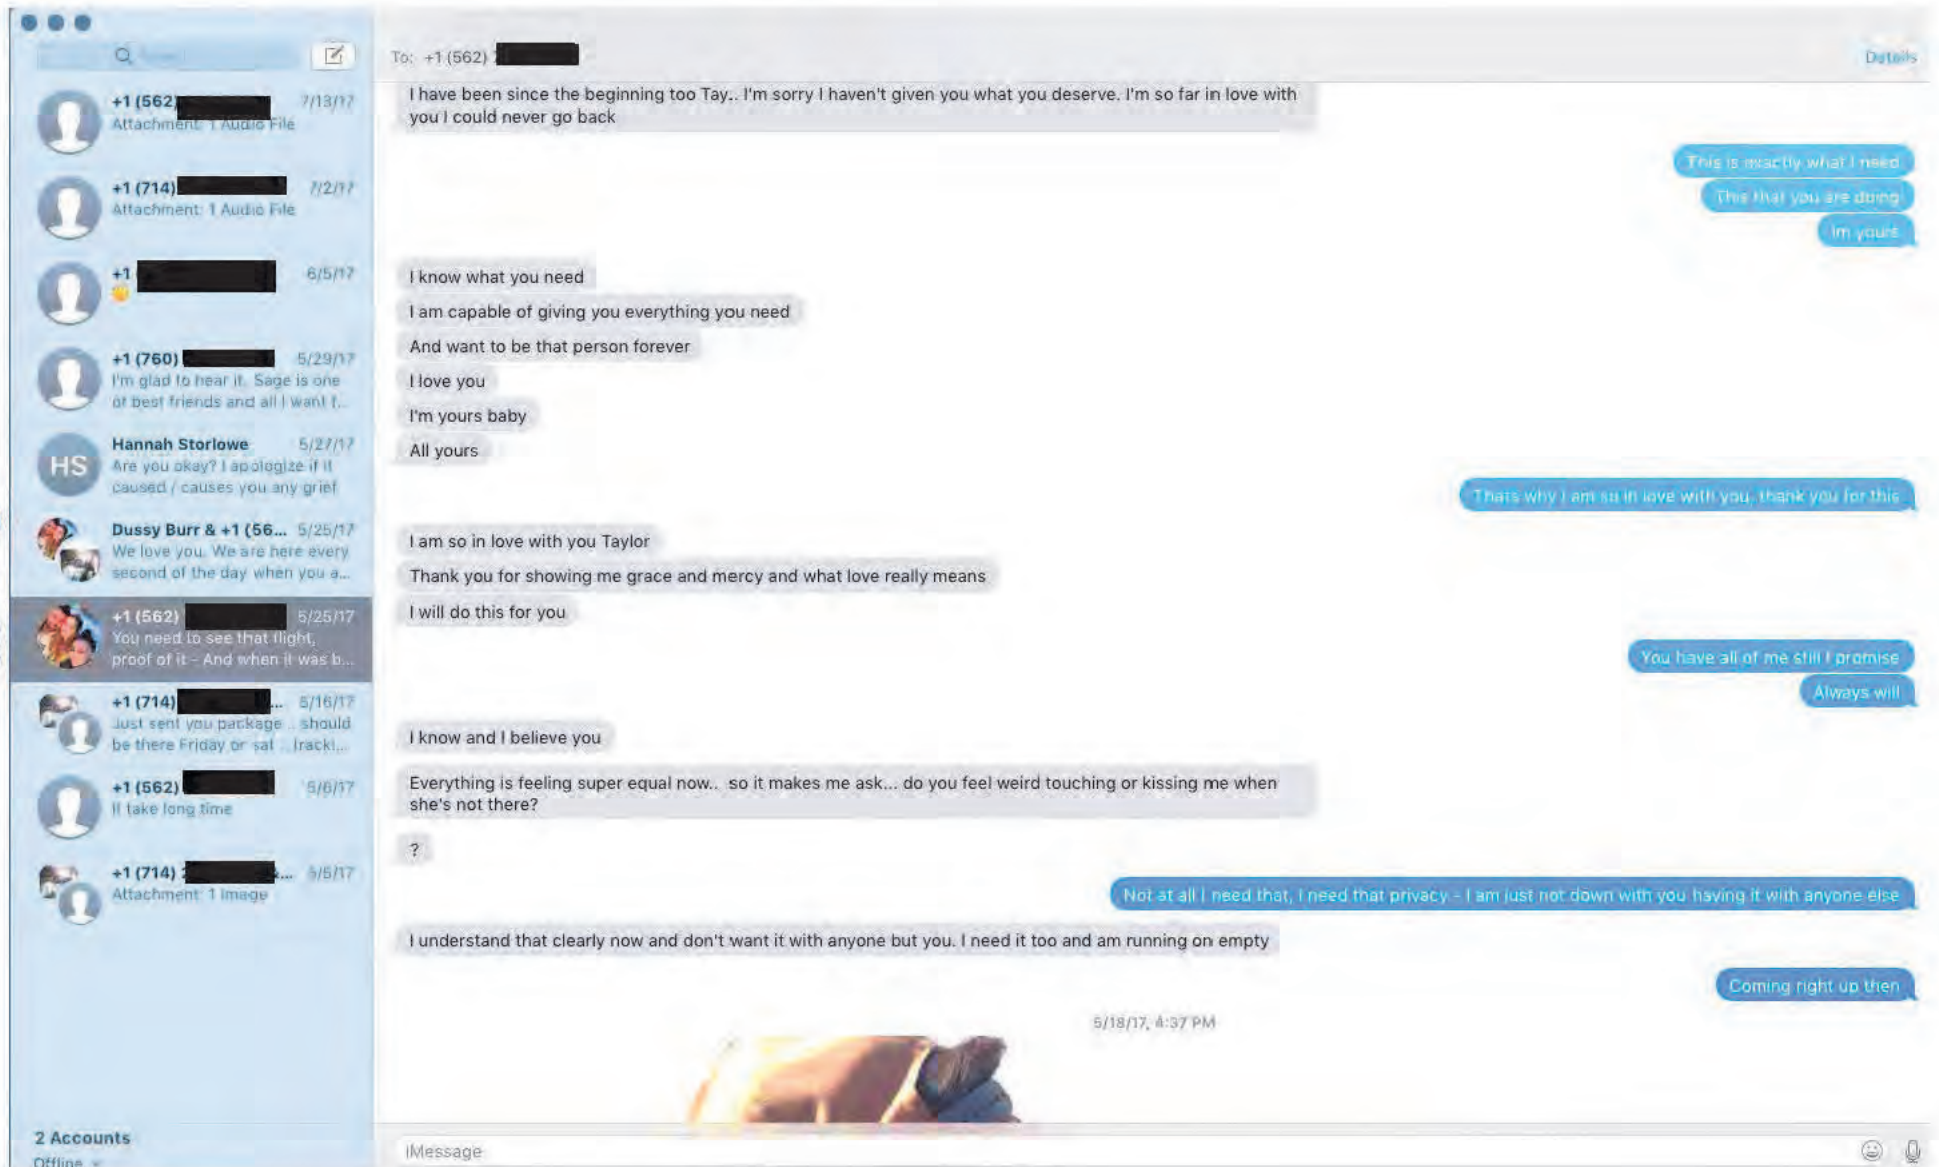 To: +1 (562)
Details
+1 (562) 7/13/17
Attachment: 1 Audio File
+1 (714) 7/2/17
Attachment: 1 Audio File
+1 6/5/17
+1 (760) 5/29/17
I'm glad to hear it. Sage is one
of best friends and all I want f...
Hannah Storlowe 5/27/17
HS
Are you okay? I apologize if it
caused / causes you any grief
Dussy Burr & +1 (56... 5/25/17
We love you. We are here every
second of the day when you a...
+1 (562) 5/25/17
You need to see that flight,
proof of it - And when it was b...
+1 (714) ... 5/16/17
Just sent you package .. should
be there Friday or sat .. Tracki...
+1 (562) 5/6/17
It take long time
+1 (714) ... 5/5/17
Attachment: 1 Image
2 Accounts
Offline
I have been since the beginning too Tay.. I'm sorry I haven't given you what you deserve. I'm so far in love with
you I could never go back
This is exactly what I need
This that you are doing
Im yours
I know what you need
I am capable of giving you everything you need
And want to be that person forever
I love you
I'm yours baby
All yours
Thats why I am so in love with you, thank you for this
I am so in love with you Taylor
Thank you for showing me grace and mercy and what love really means
I will do this for you
You have all of me still I promise
Always will
I know and I believe you
Everything is feeling super equal now.. so it makes me ask... do you feel weird touching or kissing me when
she's not there?
?
Not at all I need that, I need that privacy - I am just not down with you having it with anyone else
I understand that clearly now and don't want it with anyone but you. I need it too and am running on empty
Coming right up then
5/18/17, 4:37 PM
iMessage